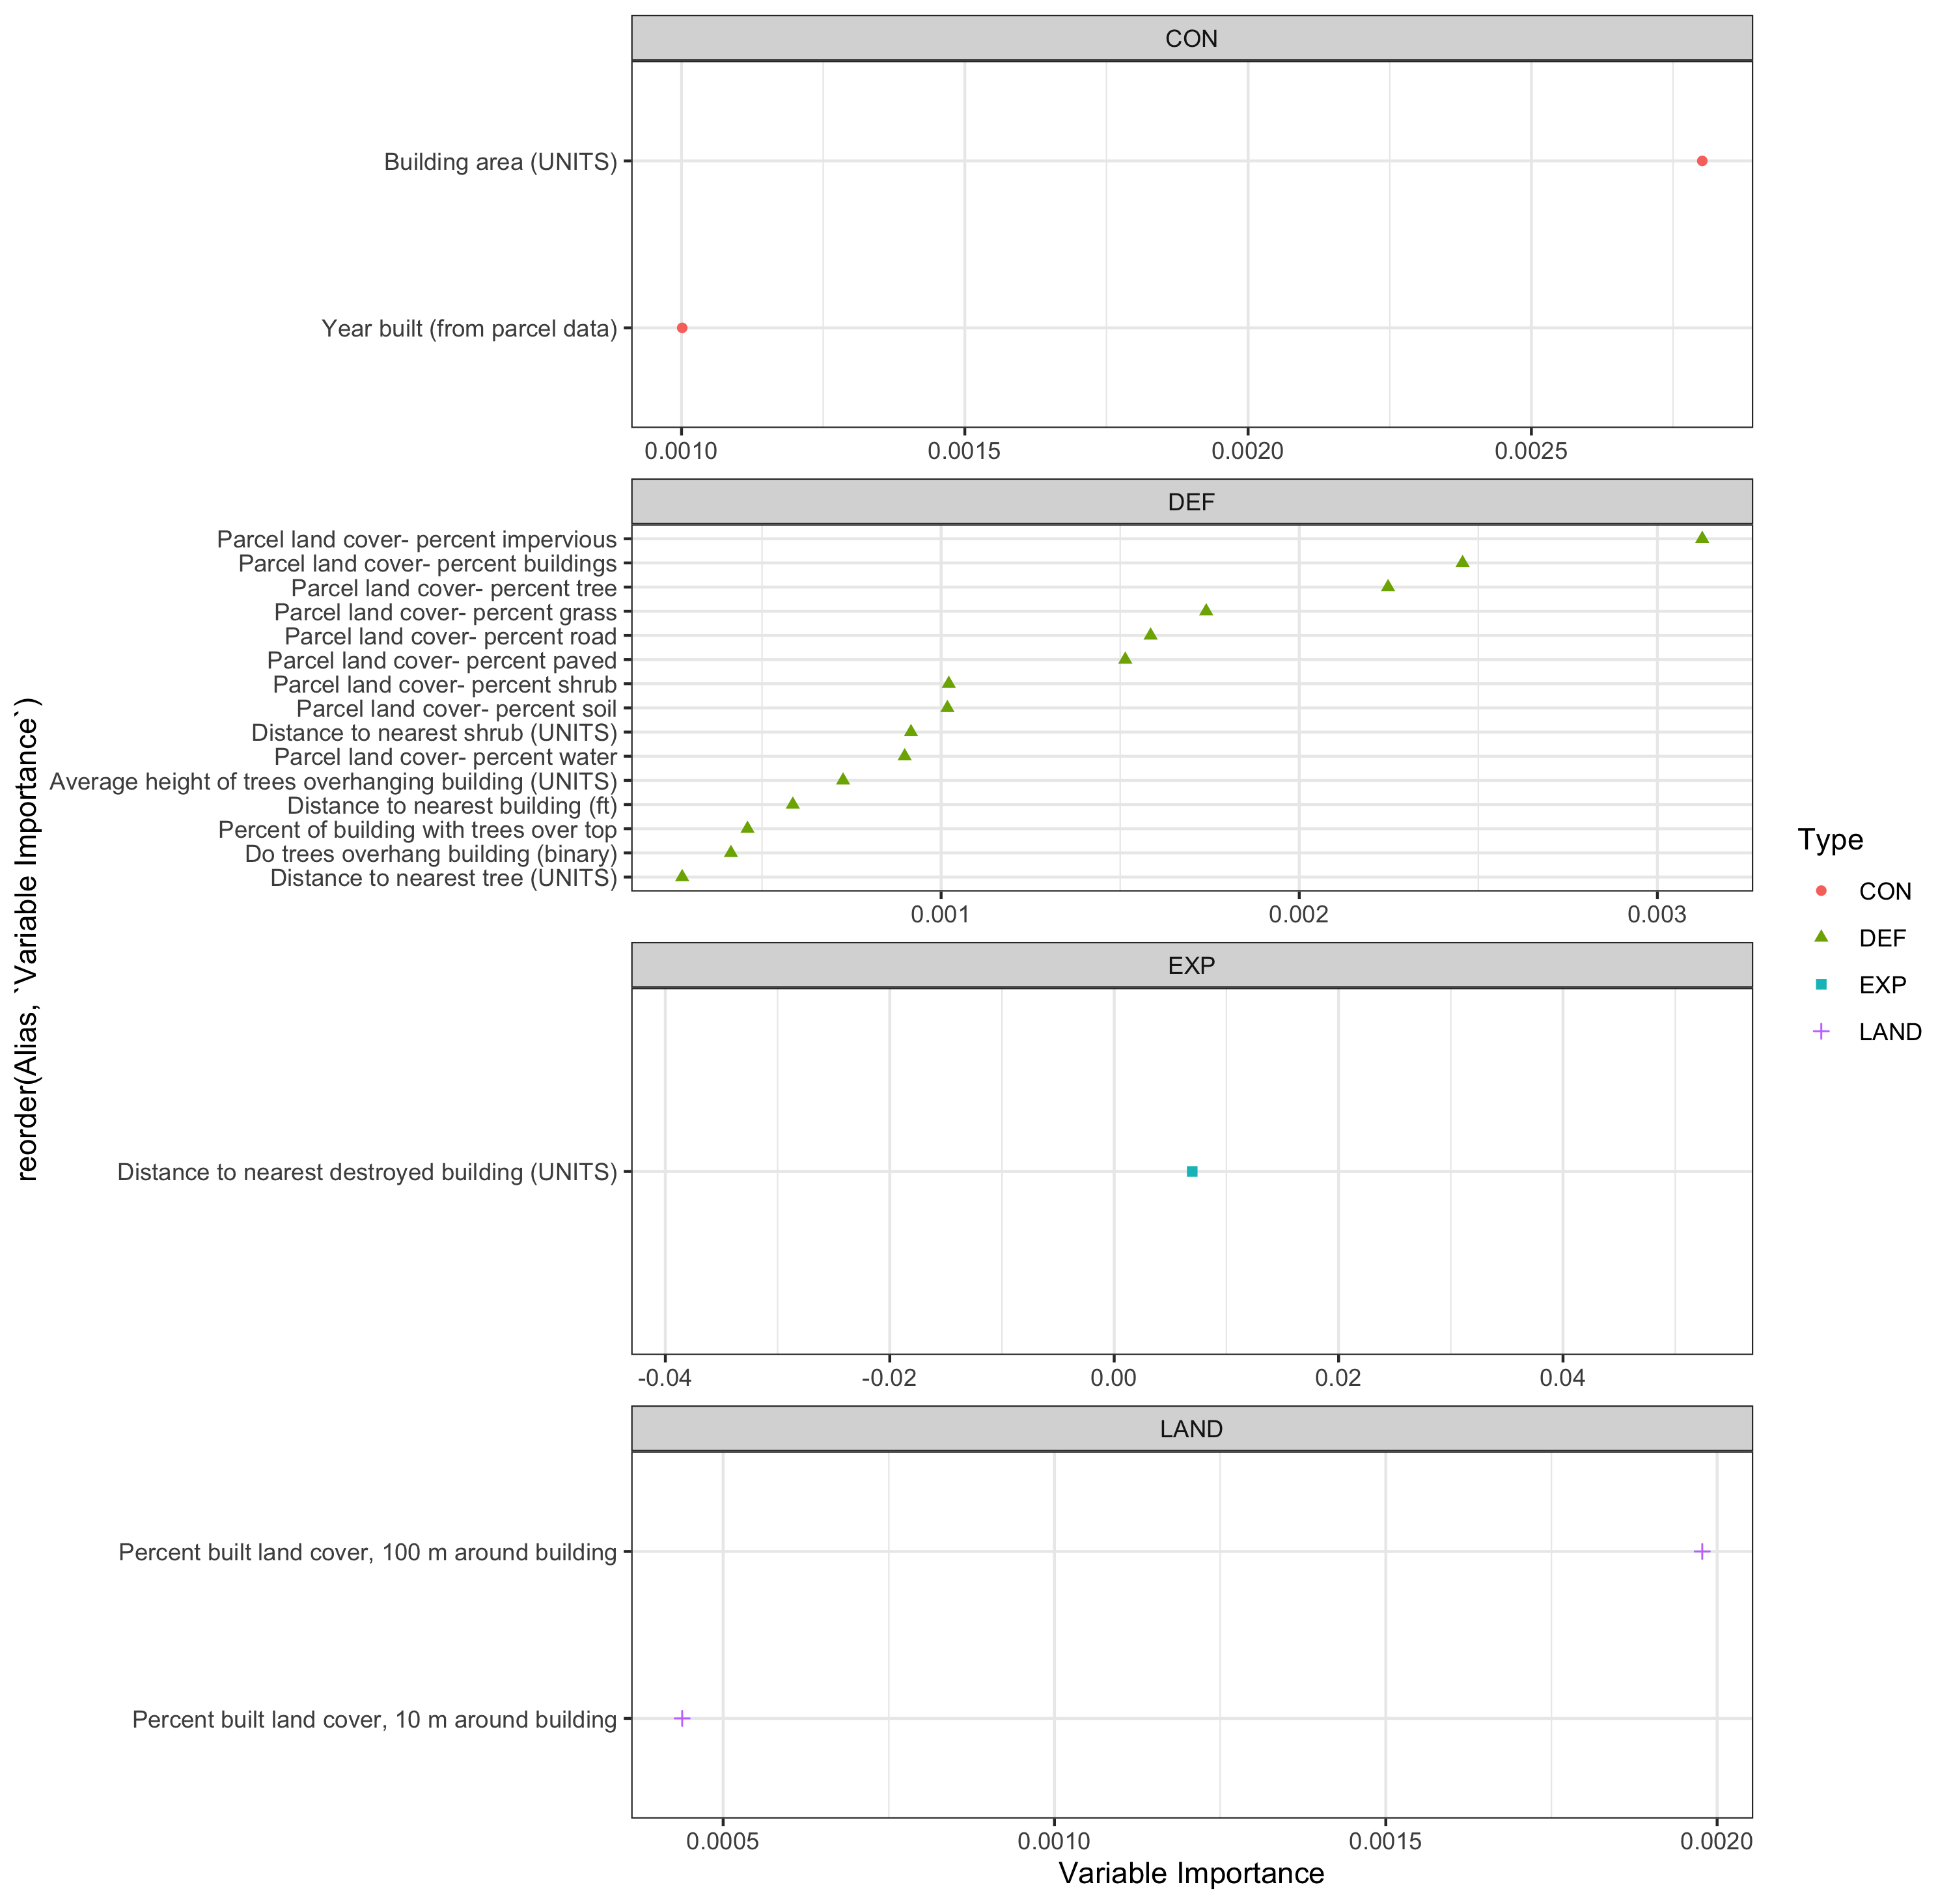 CON
Building area (UNITS)
Year built (from parcel data)
0.0010 0.0015 0.0020 0.0025
DEF
Parcel land cover- percent impervious
Parcel land cover- percent buildings
Parcel land cover- percent tree
Parcel land cover- percent grass
Parcel land cover- percent road
Parcel land cover- percent paved
Parcel land cover- percent shrub
Parcel land cover- percent soil
Distance to nearest shrub (UNITS)
Parcel land cover- percent water
Average height of trees overhanging building (UNITS)
Distance to nearest building (ft)
Percent of building with trees over top
Do trees overhang building (binary)
Distance to nearest tree (UNITS)
0.001 0.002 0.003
EXP
Distance to nearest destroyed building (UNITS)
-0.04 -0.02 0.00 0.02 0.04
LAND
Percent built land cover, 100 m around building
Percent built land cover, 10 m around building
0.0005 0.0010 0.0015 0.0020
Variable Importance
reorder(Alias, `Variable Importance`)
Type
CON
DEF
EXP
LAND